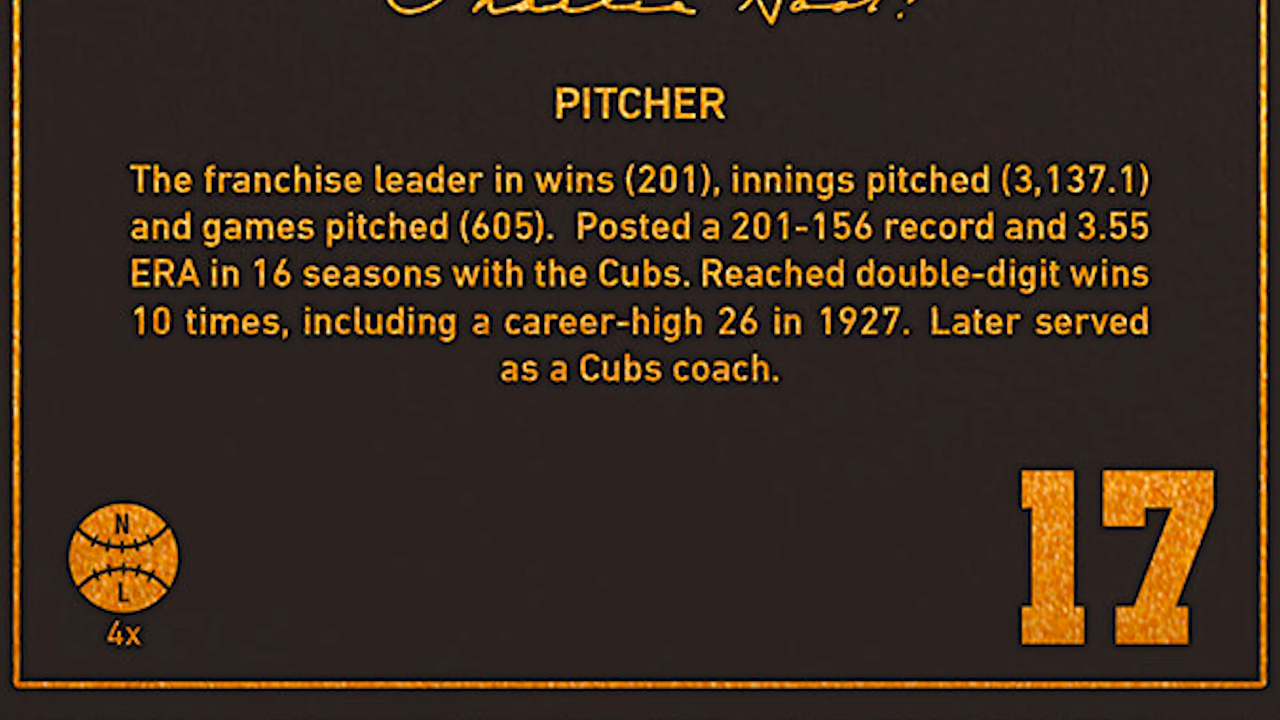 PITCHER
The franchise leader in wins (201), innings pitched (3,137.1)
and games pitched (605). Posted a 201-156 record and 3.55
ERA in 16 seasons with the Cubs. Reached double-digit wins
10 times, including a career-high 26 in 1927. Later served
as a Cubs coach.
N
L
4x
17